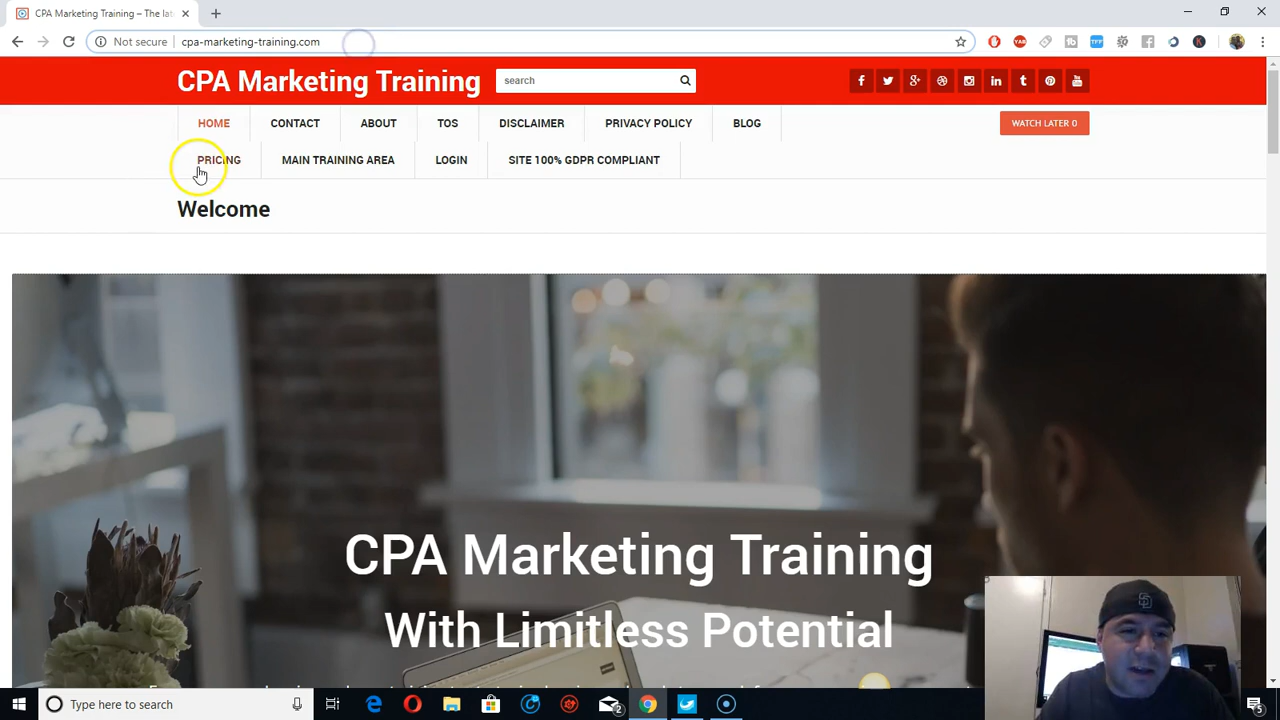 CPA Marketing Training – The lat
Not secure
cpa-marketing-training.com
CPA Marketing Training
search
HOME
CONTACT
ABOUT
TOS
DISCLAIMER
PRIVACY POLICY
BLOG
WATCH LATER 0
PRICING
MAIN TRAINING AREA
LOGIN
SITE 100% GDPR COMPLIANT
Welcome
CPA Marketing Training
With Limitless Potential
Type here to search